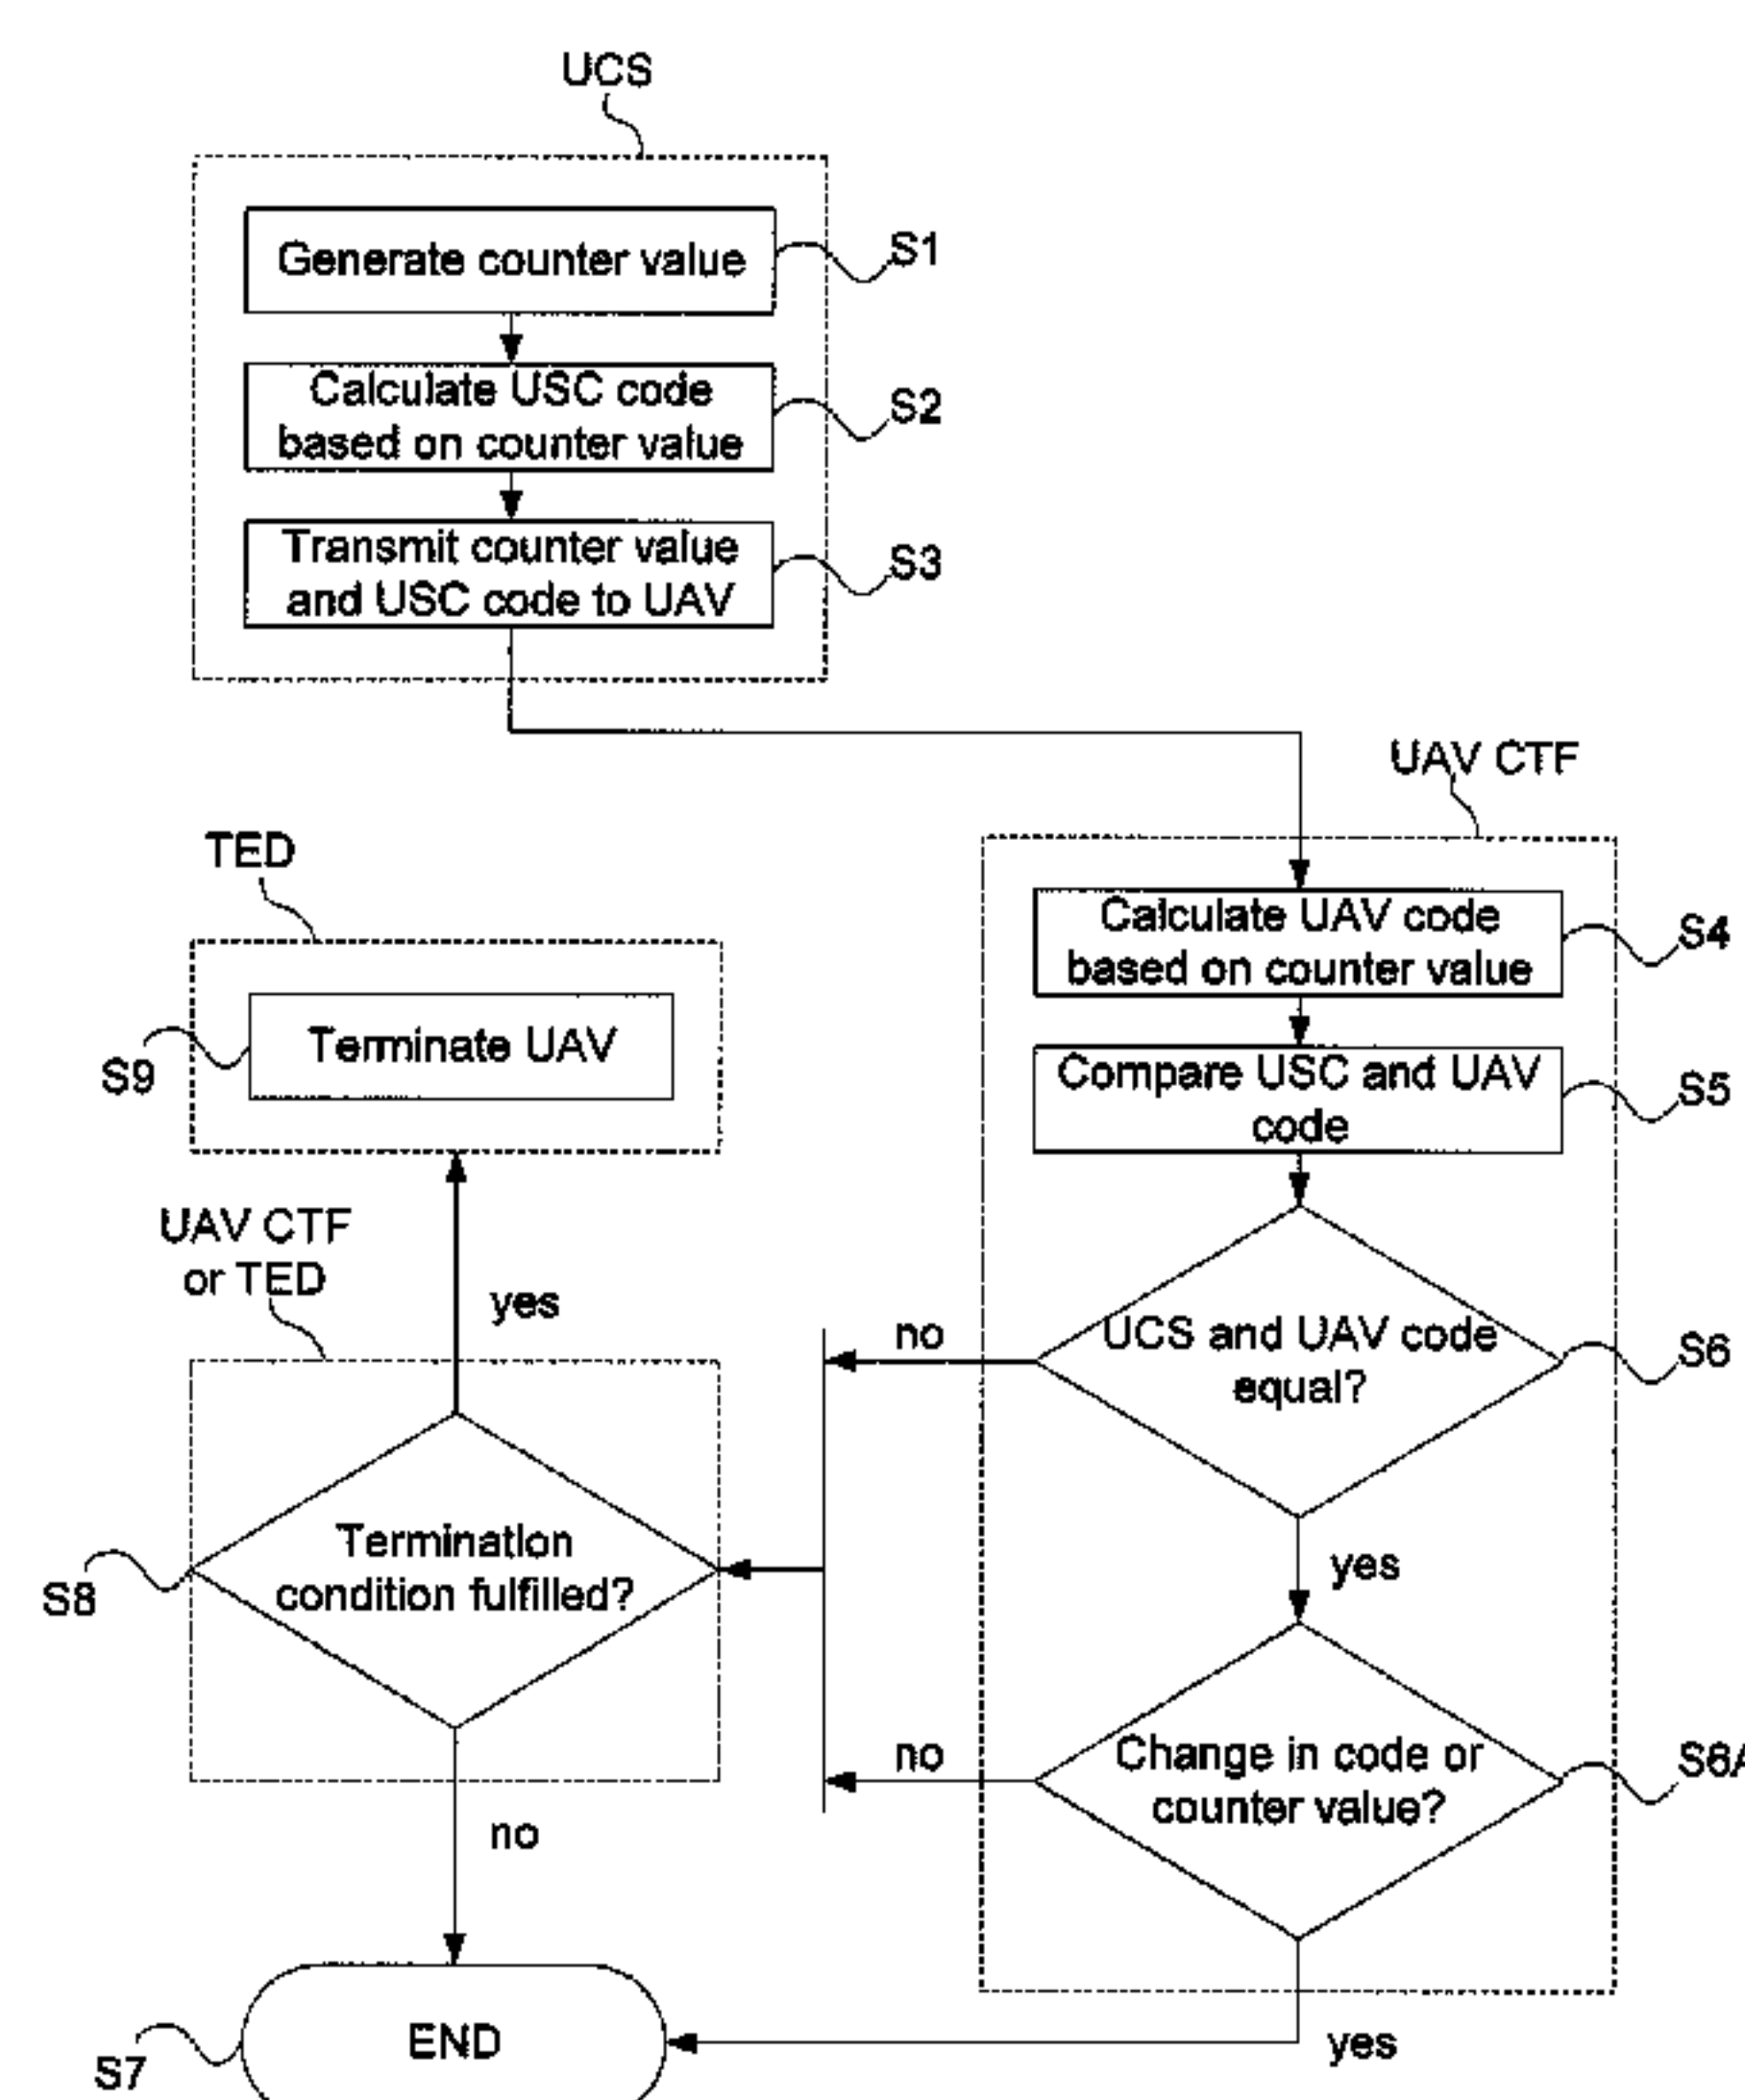 UCS
Generate counter value
S1
Calculate USC code
based on counter value
S2
Transmit counter value
and USC code to UAV
S3
UAV CTF
TED
Calculate UAV code
based on counter value
S4
Terminate UAV
S9
Compare USC and UAV
code
S5
UAV CTF
or TED
yes
no
UCS and UAV code
equal?
S6
yes
Termination
condition fulfilled?
S8
no
Change in code or
counter value?
S6A
no
END
S7
yes